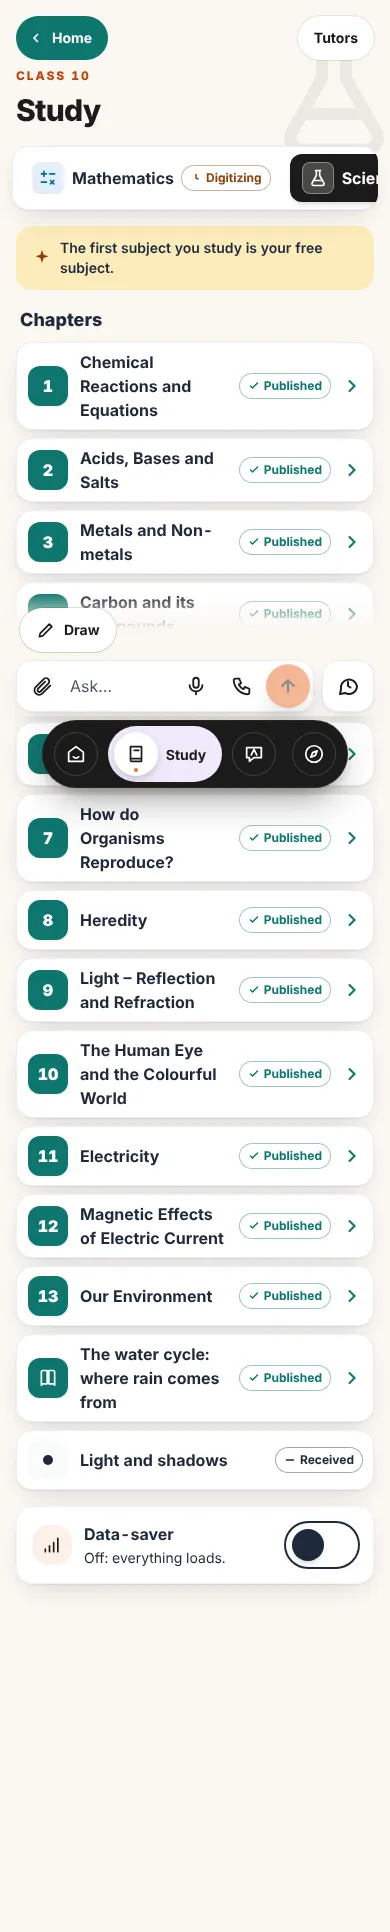 Home
Tutors
CLASS 10
Study
Mathematics
Digitizing
The first subject you study is your free
subject.
Chapters
1
Chemical
Reactions and
Equations
Published
2
Acids, Bases and
Salts
Published
3
Metals and Non-
metals
Published
Carbon and its
Published
Draw
Ask...
Study
7
How do
Organisms
Reproduce?
Published
8
Heredity
Published
9
Light – Reflection
and Refraction
Published
10
The Human Eye
and the Colourful
World
Published
11
Electricity
Published
12
Magnetic Effects
of Electric Current
Published
13
Our Environment
Published
The water cycle:
where rain comes
from
Published
Light and shadows
Received
Data-saver
Off: everything loads.